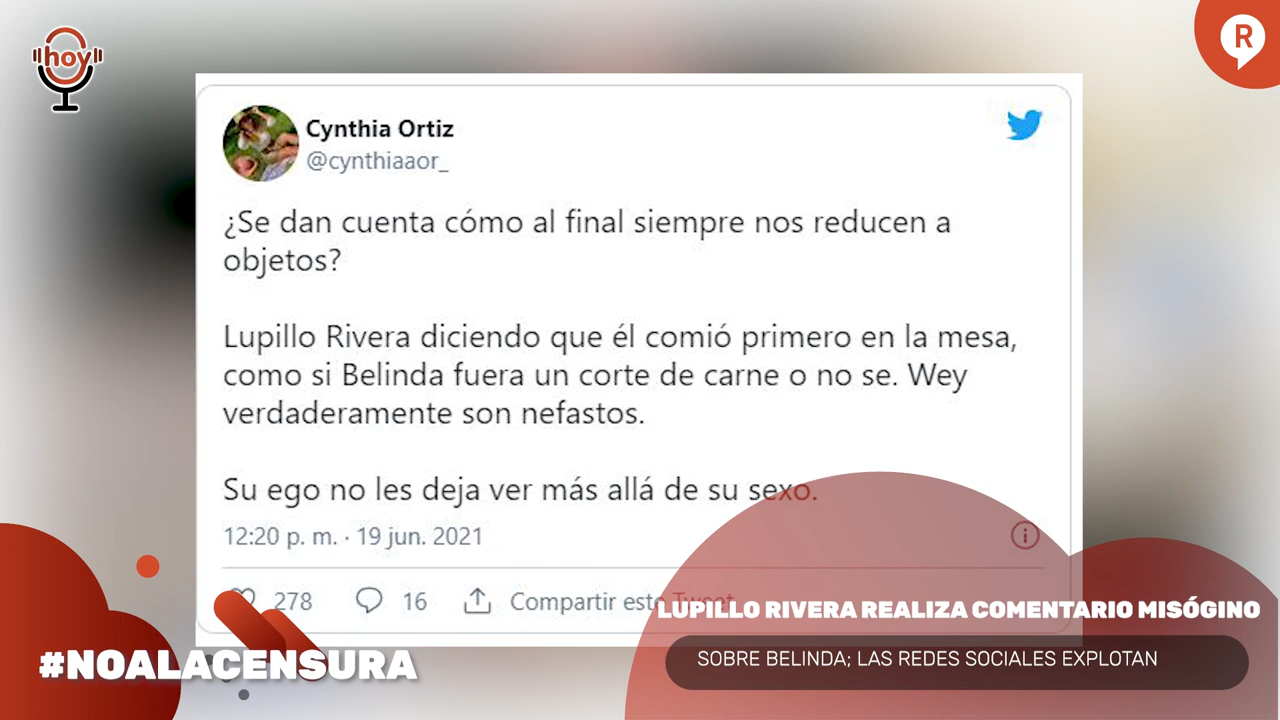 hoy
R
Cynthia Ortiz
@cynthiaaor_
¿Se dan cuenta cómo al final siempre nos reducen a
objetos?
Lupillo Rivera diciendo que él comió primero en la mesa,
como si Belinda fuera un corte de carne o no se. Wey
verdaderamente son nefastos.
Su ego no les deja ver más allá de su sexo.
12:20 p. m. · 19 jun. 2021
278 16 Compartir este Tweet
LUPILLO RIVERA REALIZA COMENTARIO MISÓGINO
SOBRE BELINDA; LAS REDES SOCIALES EXPLOTAN
#NOALACENSURA